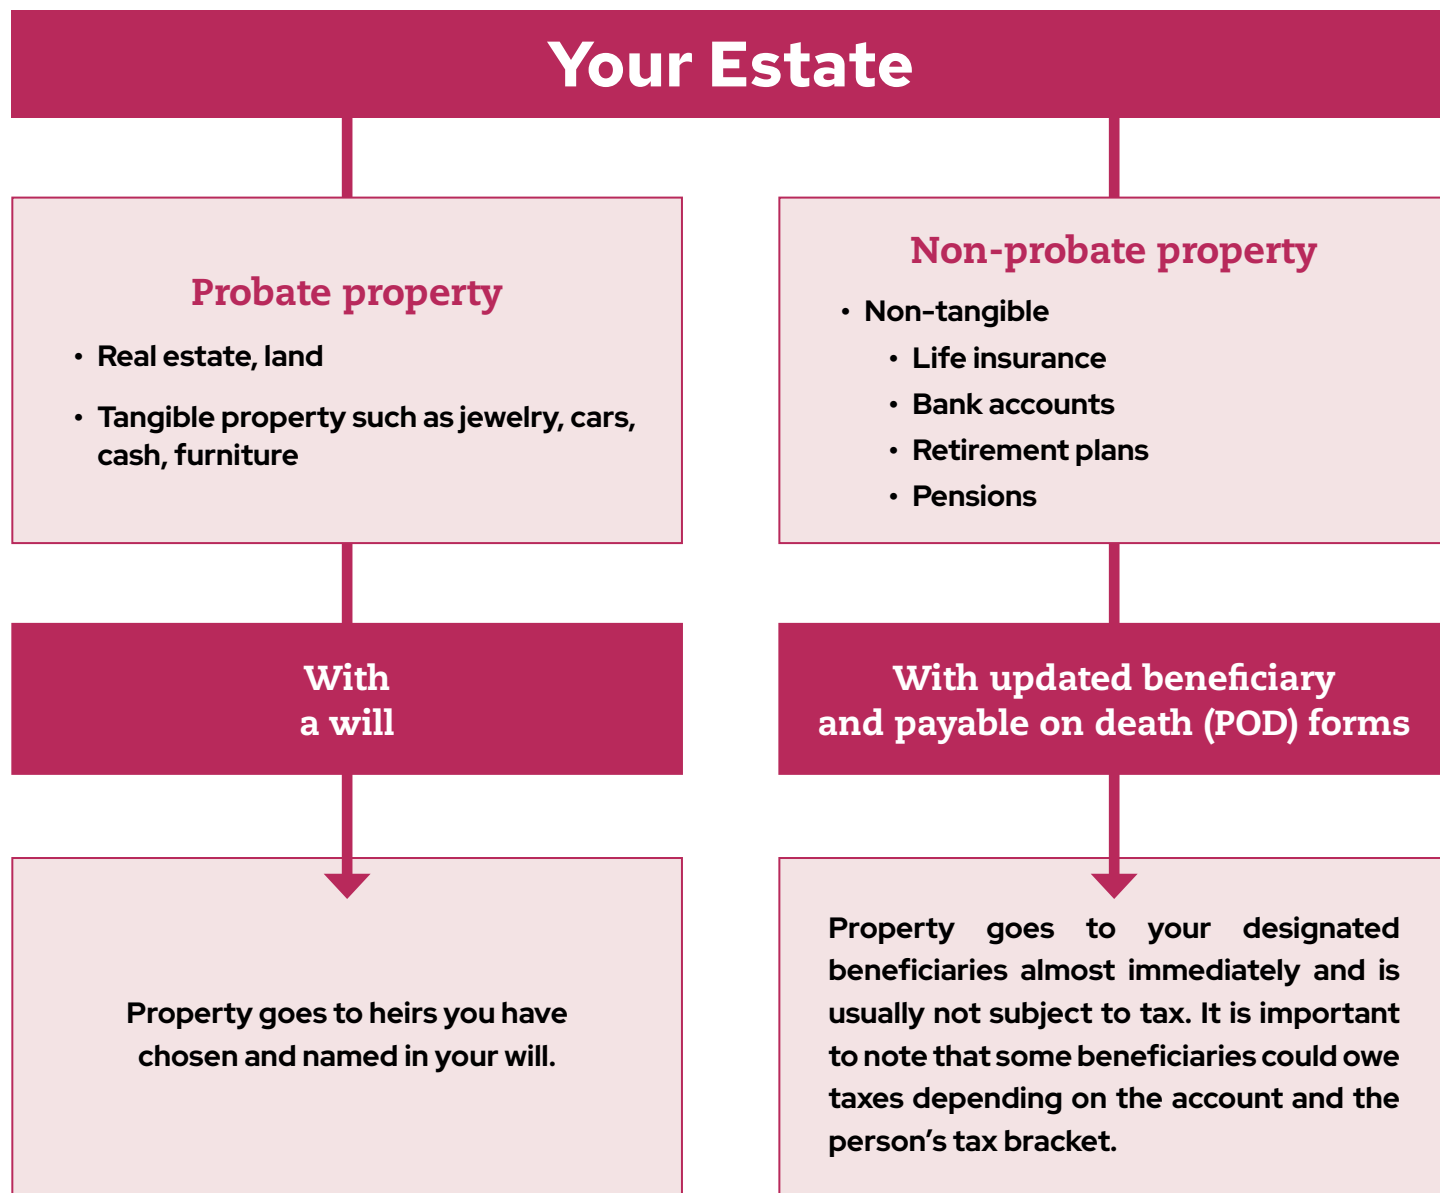 Your Estate
Probate property
• Real estate, land
• Tangible property such as jewelry, cars,
cash, furniture
With
a will
Property goes to heirs you have
chosen and named in your will.
Non-probate property
• Non-tangible
• Life insurance
• Bank accounts
• Retirement plans
• Pensions
With updated beneficiary
and payable on death (POD) forms
Property goes to your designated
beneficiaries almost immediately and is
usually not subject to tax. It is important
to note that some beneficiaries could owe
taxes depending on the account and the
person’s tax bracket.